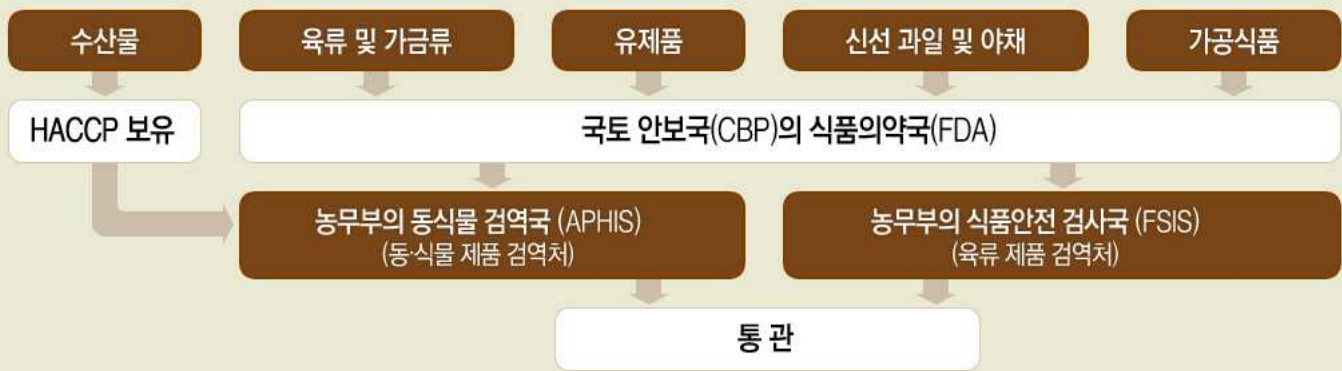 수산물
육류 및 가금류
유제품
신선 과일 및 야채
가공식품
HACCP 보유
국토 안보국(CBP)의 식품의약국(FDA)
농무부의 동식물 검역국 (APHIS)
(동·식물 제품 검역처)
농무부의 식품안전 검사국 (FSIS)
(육류 제품 검역처)
통 관